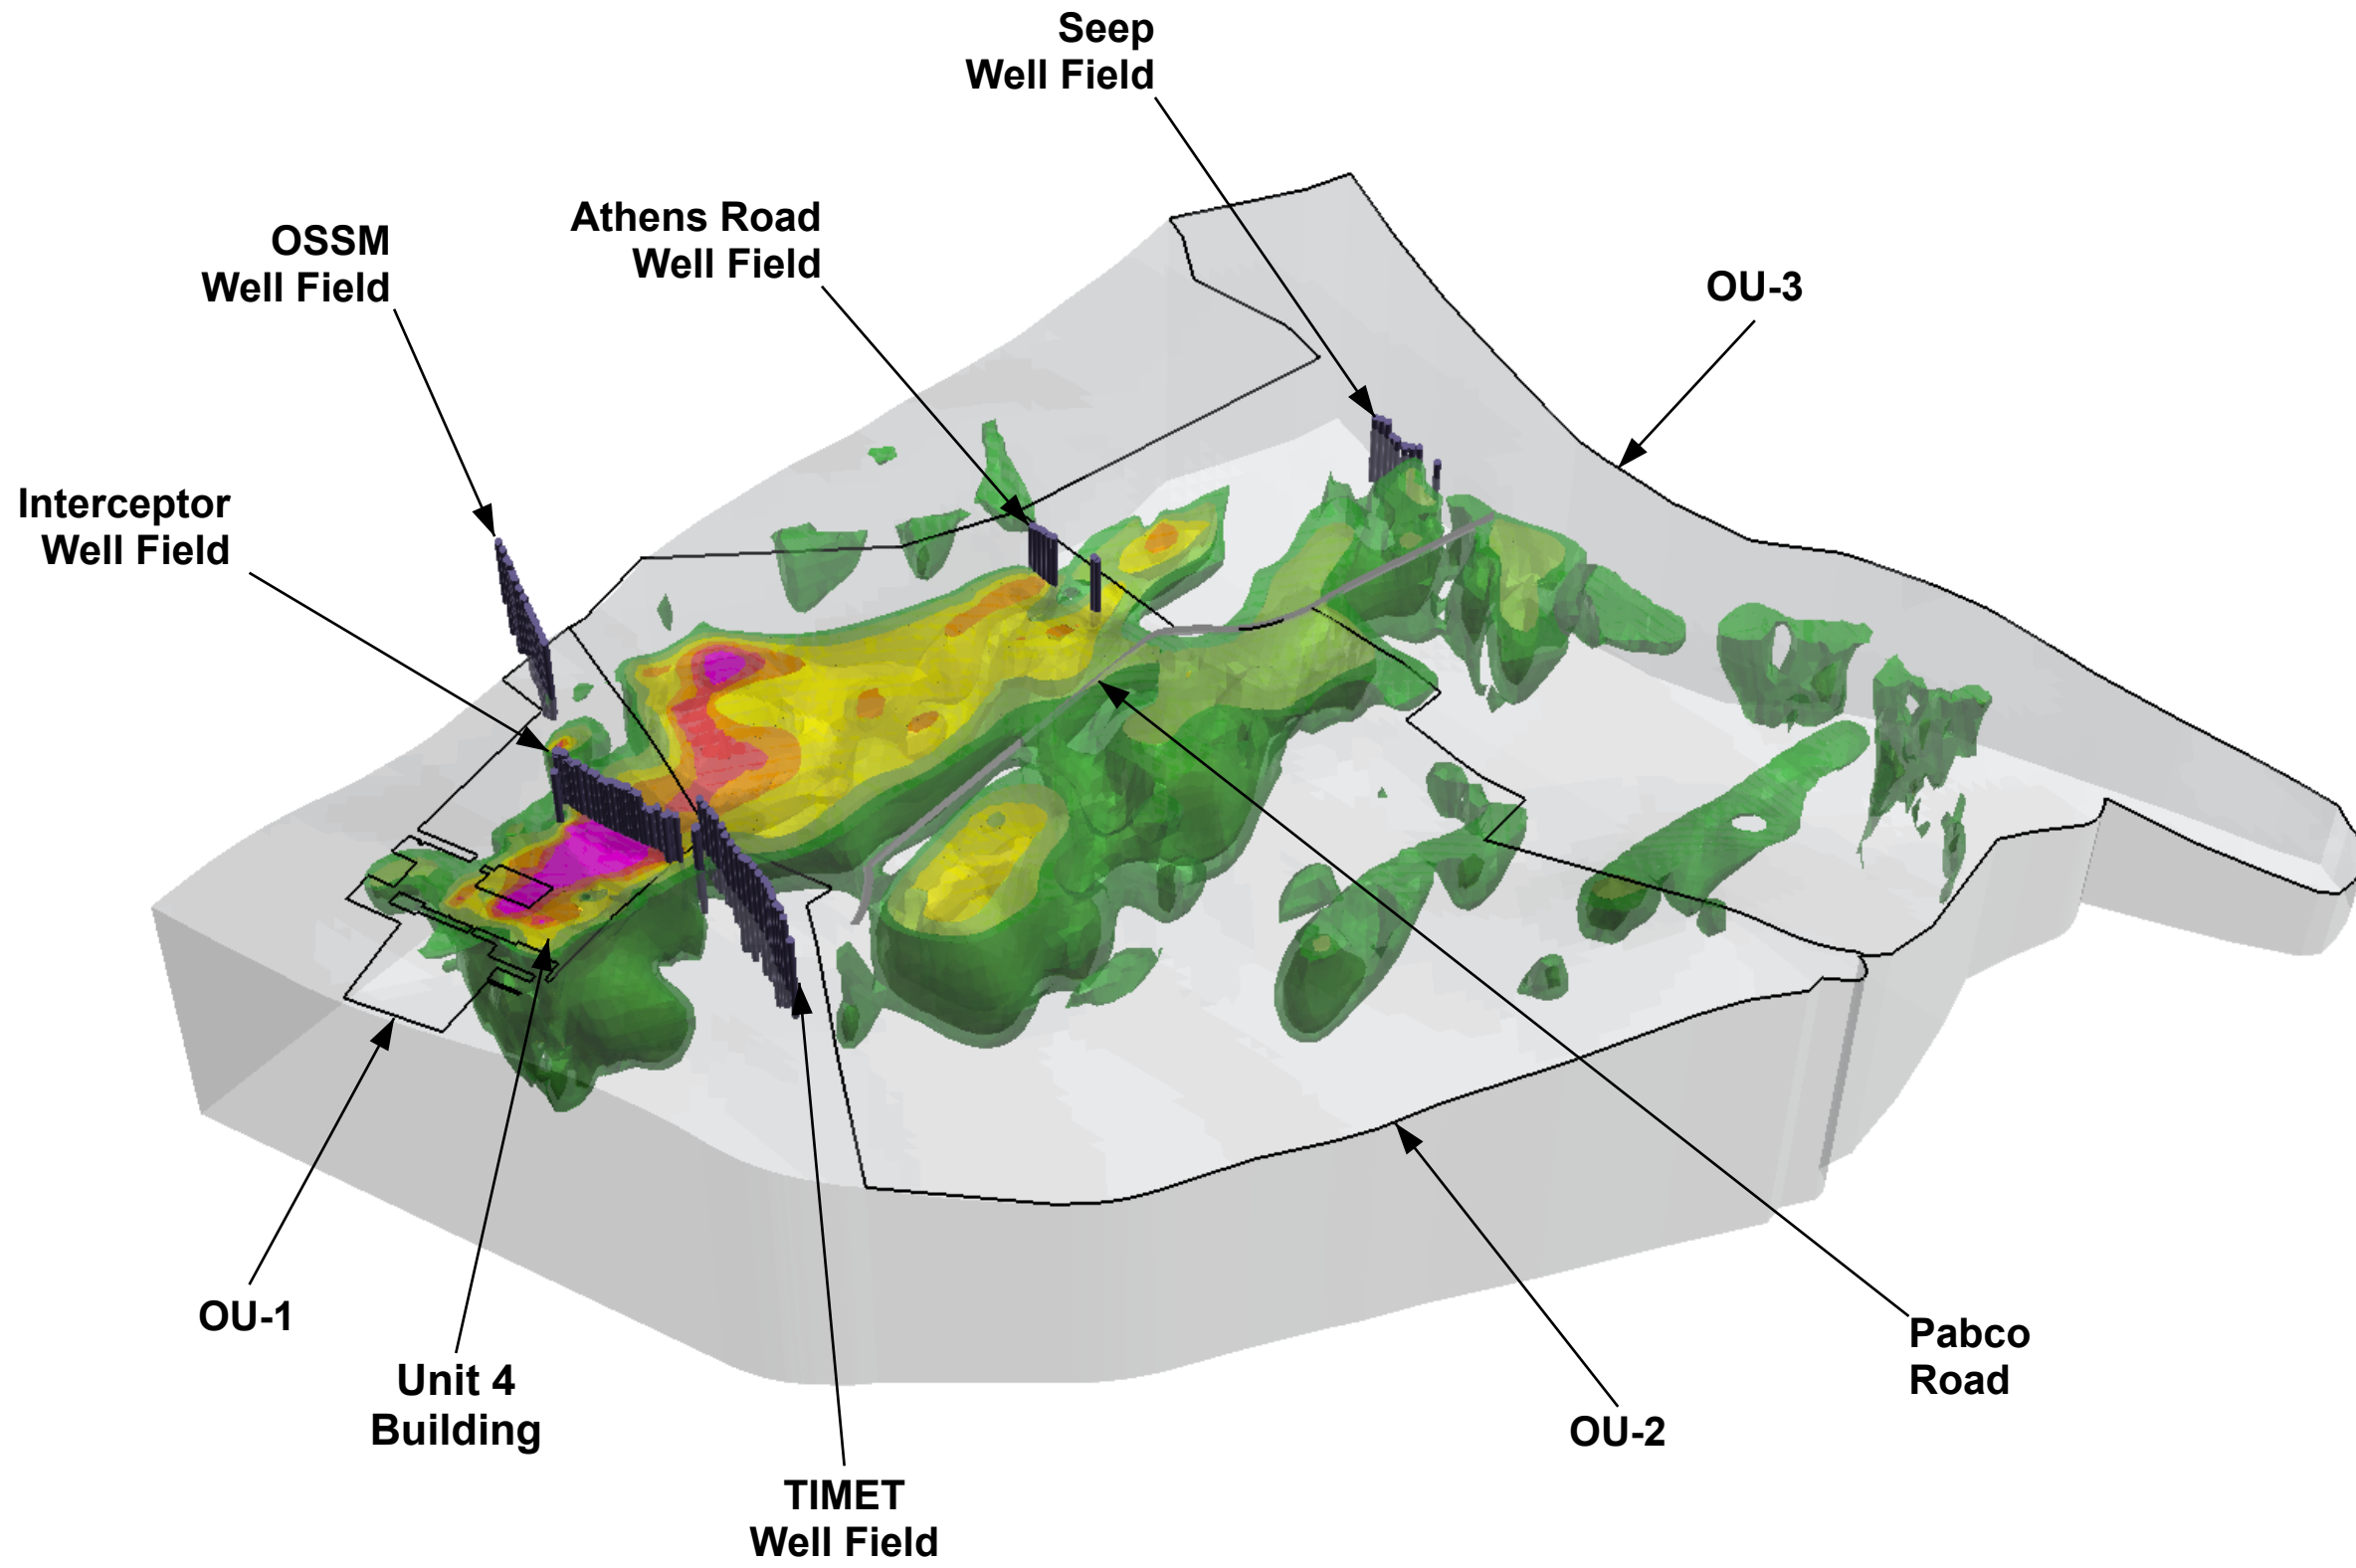 Seep
Well Field
Athens Road
Well Field
OSSM
Well Field
OU-3
Interceptor
Well Field
OU-1
Unit 4
Building
Pabco
Road
OU-2
TIMET
Well Field